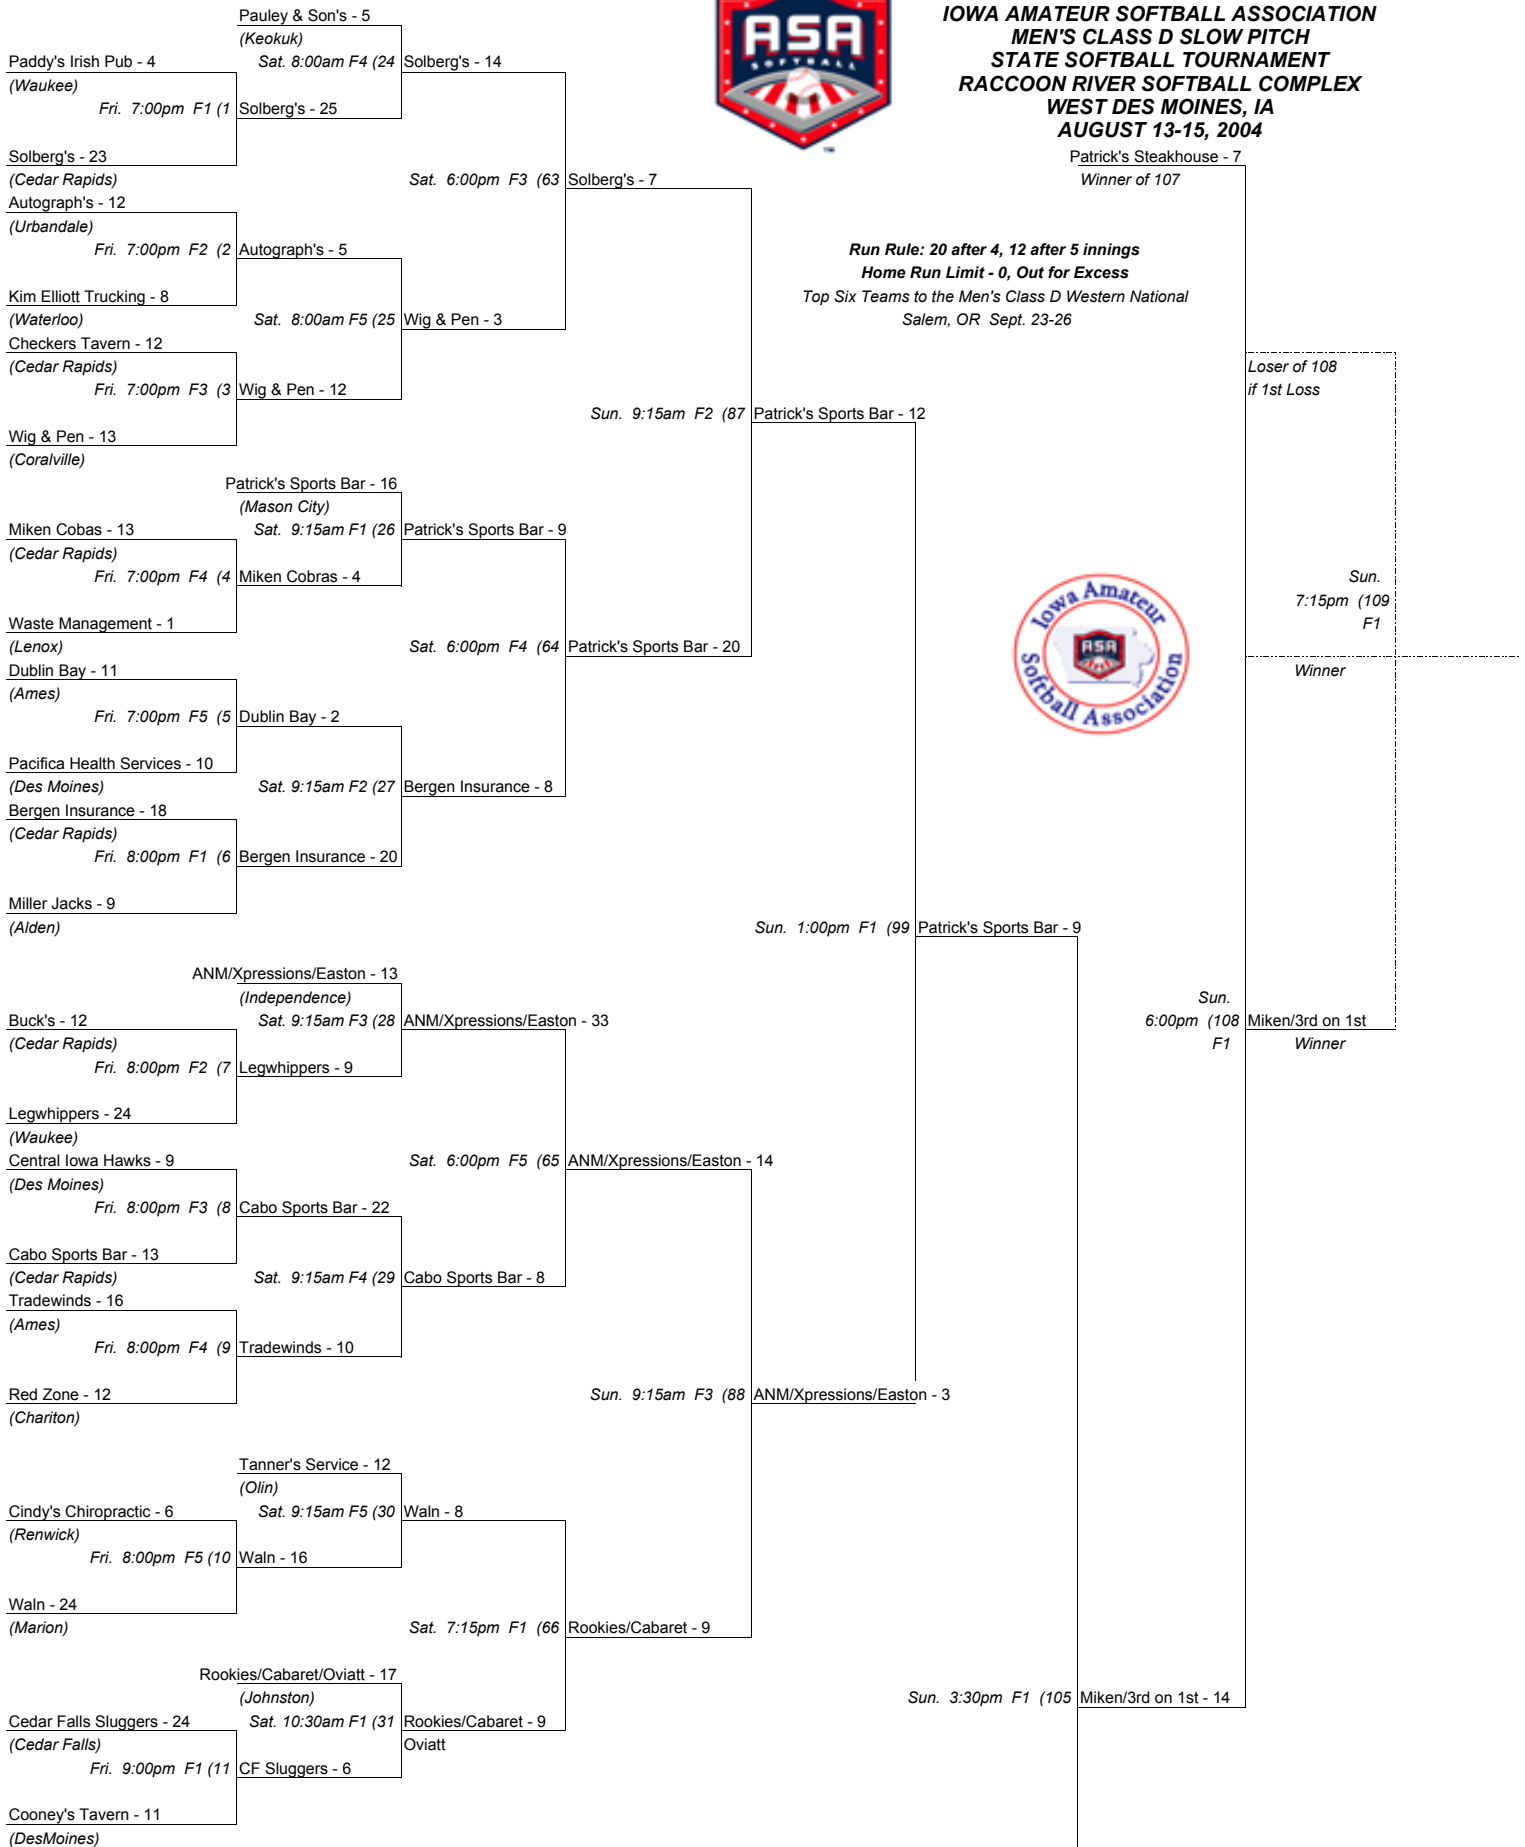 ASA
SOFTBALL
IOWA AMATEUR SOFTBALL ASSOCIATION
MEN'S CLASS D SLOW PITCH
STATE SOFTBALL TOURNAMENT
RACCOON RIVER SOFTBALL COMPLEX
WEST DES MOINES, IA
AUGUST 13-15, 2004
Pauley & Son's - 5
(Keokuk)
Paddy's Irish Pub - 4
Sat. 8:00am F4 (24
Solberg's - 14
(Waukee)
Fri. 7:00pm F1 (1
Solberg's - 25
Solberg's - 23
Patrick's Steakhouse - 7
(Cedar Rapids)
Sat. 6:00pm F3 (63
Solberg's - 7
Winner of 107
Autograph's - 12
(Urbandale)
Fri. 7:00pm F2 (2
Autograph's - 5
Run Rule: 20 after 4, 12 after 5 innings
Home Run Limit - 0, Out for Excess
Kim Elliott Trucking - 8
Top Six Teams to the Men's Class D Western National
(Waterloo)
Sat. 8:00am F5 (25
Wig & Pen - 3
Salem, OR Sept. 23-26
Checkers Tavern - 12
(Cedar Rapids)
Loser of 108
Fri. 7:00pm F3 (3
Wig & Pen - 12
if 1st Loss
Sun. 9:15am F2 (87
Patrick's Sports Bar - 12
Wig & Pen - 13
(Coralville)
Patrick's Sports Bar - 16
(Mason City)
Miken Cobas - 13
Sat. 9:15am F1 (26
Patrick's Sports Bar - 9
(Cedar Rapids)
Fri. 7:00pm F4 (4
Miken Cobras - 4
Sun.
7:15pm (109
F1
Iowa Amateur
ASA
Softball Association
Waste Management - 1
(Lenox)
Sat. 6:00pm F4 (64
Patrick's Sports Bar - 20
Dublin Bay - 11
Winner
(Ames)
Fri. 7:00pm F5 (5
Dublin Bay - 2
Pacifica Health Services - 10
(Des Moines)
Sat. 9:15am F2 (27
Bergen Insurance - 8
Bergen Insurance - 18
(Cedar Rapids)
Fri. 8:00pm F1 (6
Bergen Insurance - 20
Miller Jacks - 9
(Alden)
Sun. 1:00pm F1 (99
Patrick's Sports Bar - 9
ANM/Xpressions/Easton - 13
(Independence)
Sun.
Buck's - 12
Sat. 9:15am F3 (28
ANM/Xpressions/Easton - 33
6:00pm (108
Miken/3rd on 1st
(Cedar Rapids)
F1
Winner
Fri. 8:00pm F2 (7
Legwhippers - 9
Legwhippers - 24
(Waukee)
Central Iowa Hawks - 9
Sat. 6:00pm F5 (65
ANM/Xpressions/Easton - 14
(Des Moines)
Fri. 8:00pm F3 (8
Cabo Sports Bar - 22
Cabo Sports Bar - 13
(Cedar Rapids)
Sat. 9:15am F4 (29
Cabo Sports Bar - 8
Tradewinds - 16
(Ames)
Fri. 8:00pm F4 (9
Tradewinds - 10
Red Zone - 12
Sun. 9:15am F3 (88
ANM/Xpressions/Easton - 3
(Chariton)
Tanner's Service - 12
(Olin)
Cindy's Chiropractic - 6
Sat. 9:15am F5 (30
Waln - 8
(Renwick)
Fri. 8:00pm F5 (10
Waln - 16
Waln - 24
(Marion)
Sat. 7:15pm F1 (66
Rookies/Cabaret - 9
Rookies/Cabaret/Oviatt - 17
(Johnston)
Sun. 3:30pm F1 (105
Miken/3rd on 1st - 14
Cedar Falls Sluggers - 24
Sat. 10:30am F1 (31
Rookies/Cabaret - 9
(Cedar Falls)
Oviatt
Fri. 9:00pm F1 (11
CF Sluggers - 6
Cooney's Tavern - 11
(DesMoines)